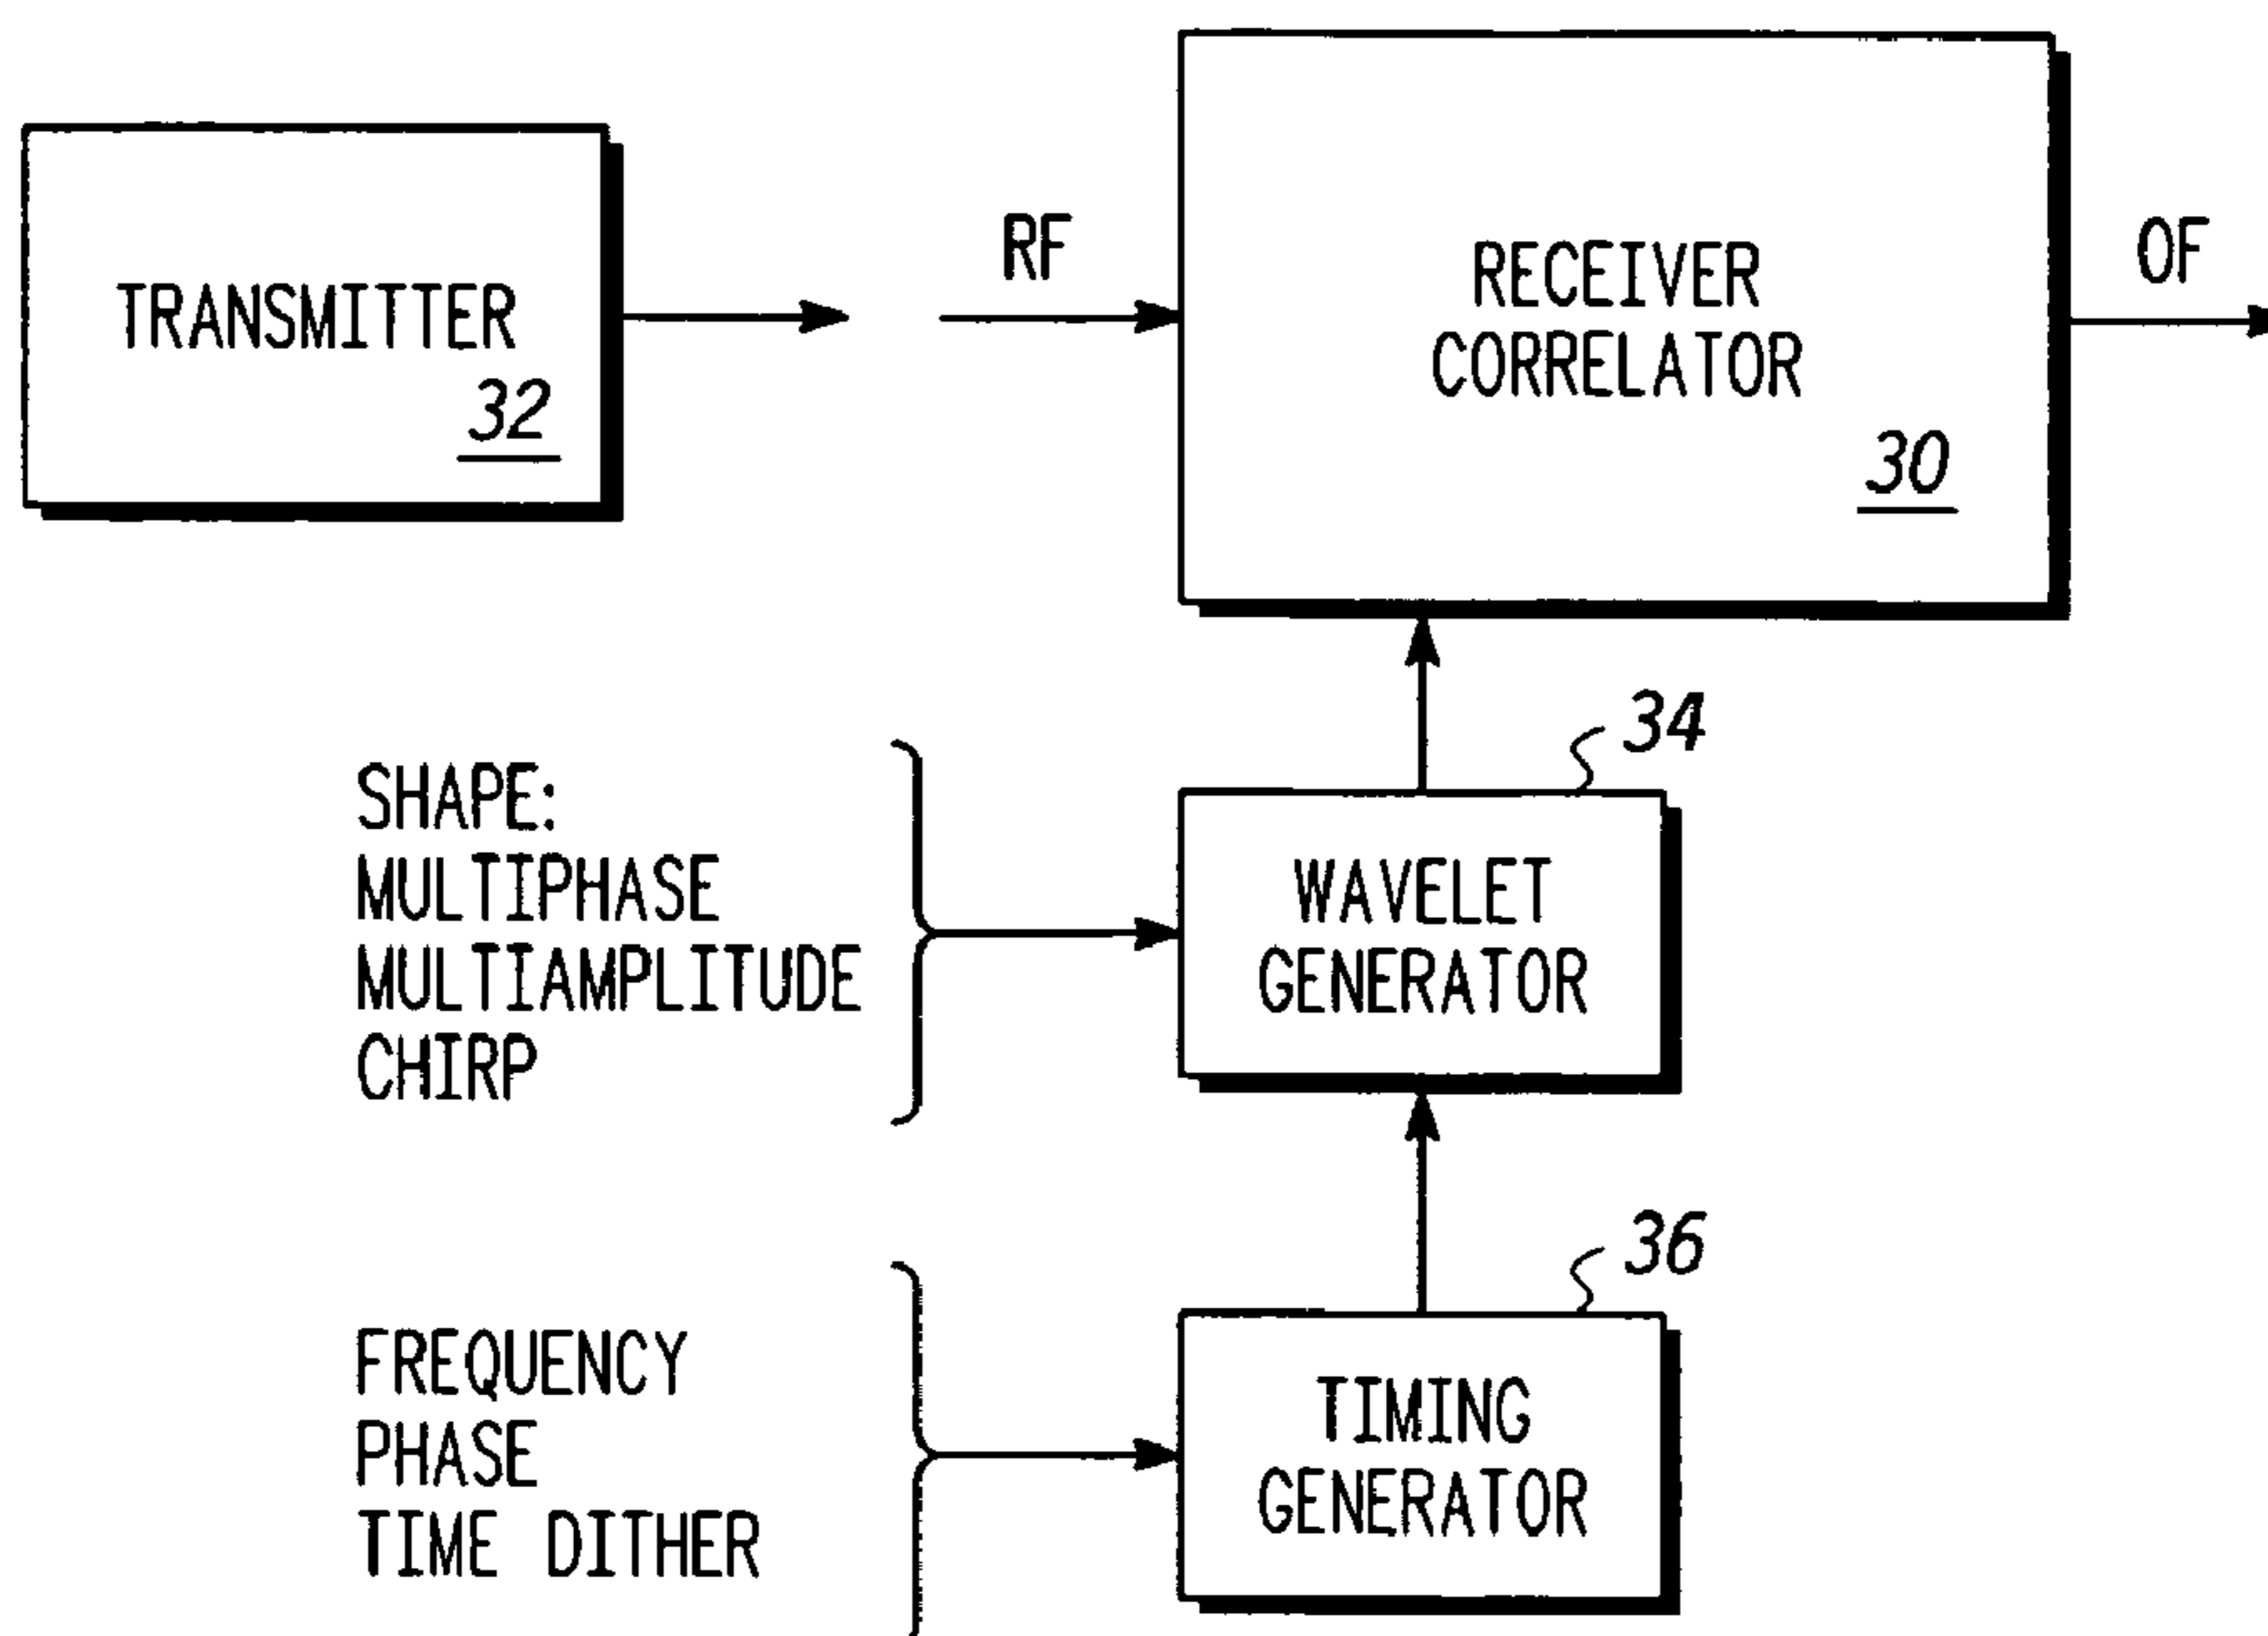 TRANSMITTER
32
RF
RECEIVER
CORRELATOR
30
OF
SHAPE:
MULTIPHASE
MULTIAMPLITUDE
CHIRP
34
WAVELET
GENERATOR
FREQUENCY
PHASE
TIME DITHER
36
TIMING
GENERATOR